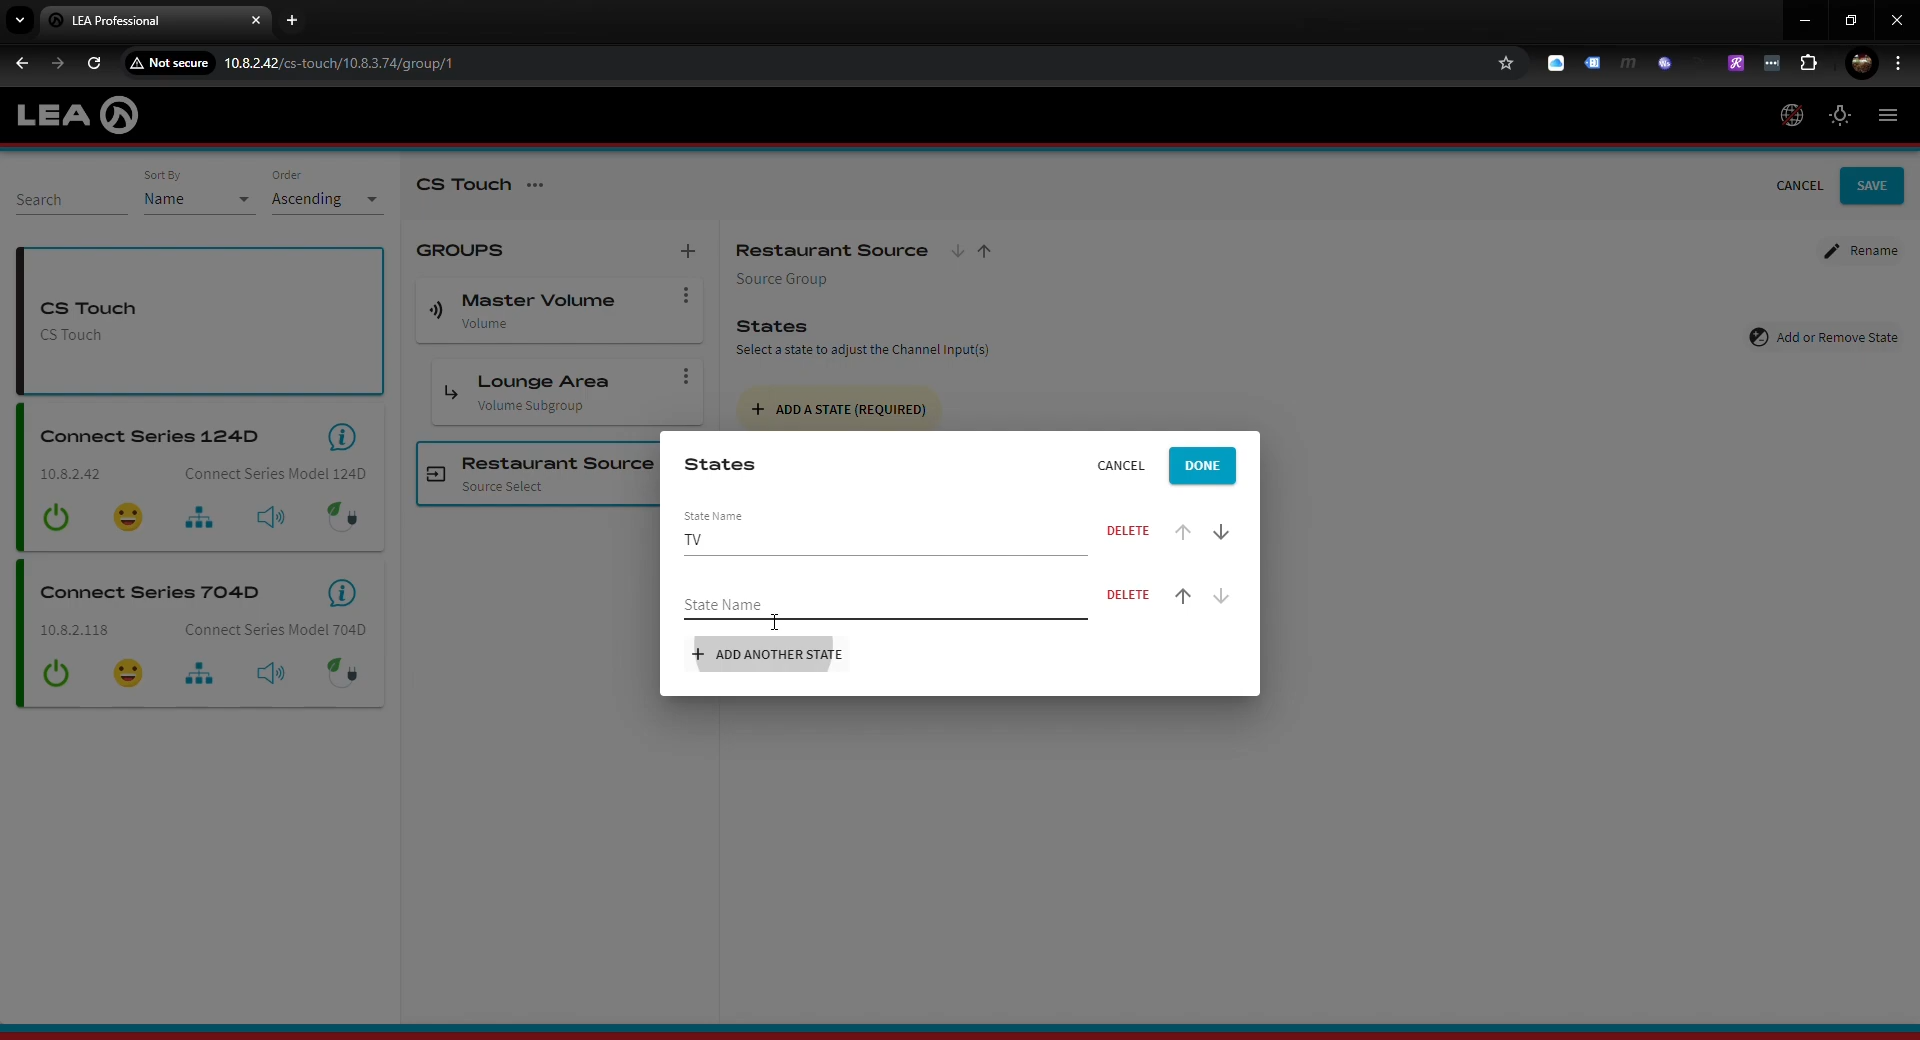 LEA Professional
Not secure
10.8.2.42/cs-touch/10.8.3.74/group/1
LEA
Search
Sort By
Name
Order
Ascending
CS Touch
CS Touch
Connect Series 124D
10.8.2.42
Connect Series Model 124D
Connect Series 704D
10.8.2.118
Connect Series Model 704D
CS Touch
CANCEL
SAVE
GROUPS
Master Volume
Volume
Lounge Area
Volume Subgroup
Restaurant Source
Source Select
Restaurant Source
Source Group
Rename
States
Select a state to adjust the Channel Input(s)
Add or Remove State
ADD A STATE (REQUIRED)
States
CANCEL
DONE
State Name
TV
DELETE
State Name
DELETE
ADD ANOTHER STATE